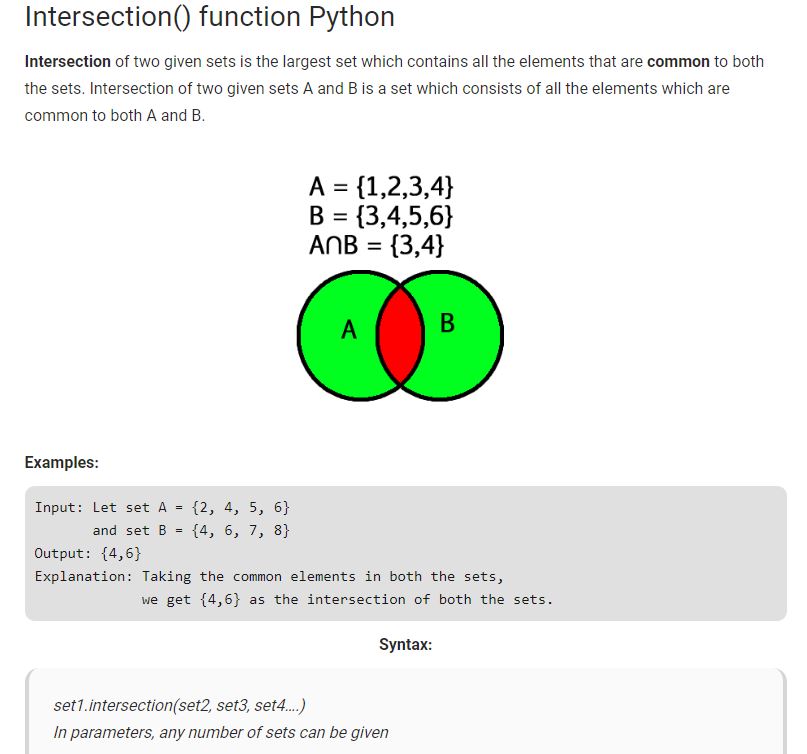 Intersection() function Python
Intersection of two given sets is the largest set which contains all the elements that are common to both
the sets. Intersection of two given sets A and B is a set which consists of all the elements which are
common to both A and B.
A = {1,2,3,4}
B = {3,4,5,6}
A∩B = {3,4}
A
B
Examples:
Input: Let set A = {2, 4, 5, 6}
and set B = {4, 6, 7, 8}
Output: {4,6}
Explanation: Taking the common elements in both the sets,
we get {4,6} as the intersection of both the sets.
Syntax:
set1.intersection(set2, set3, set4....)
In parameters, any number of sets can be given